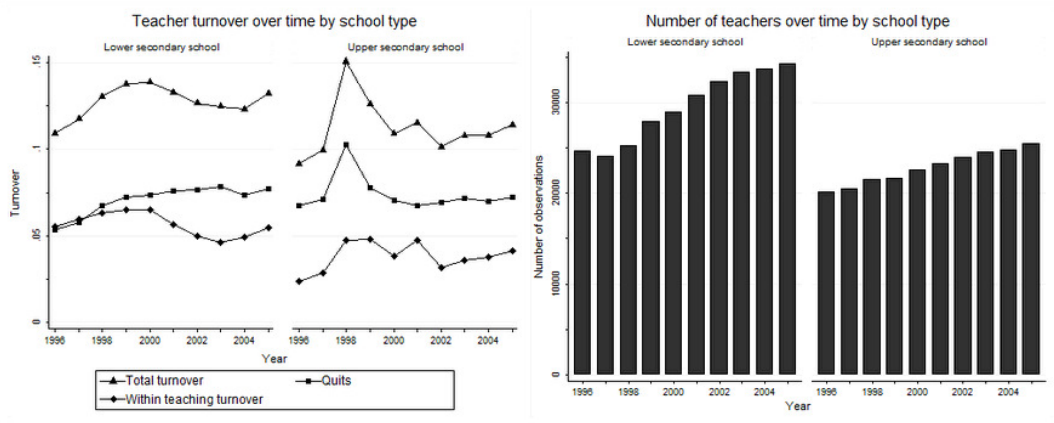 Teacher turnover over time by school type
Lower secondary school
Upper secondary school
Turnover
.15
.1
.05
0
1996 1998 2000 2002 2004
1996 1998 2000 2002 2004
Year
Total turnover
Quits
Within teaching turnover
Number of teachers over time by school type
Lower secondary school
Upper secondary school
Number of observations
30000
20000
10000
0
1996 1998 2000 2002 2004
1996 1998 2000 2002 2004
Year